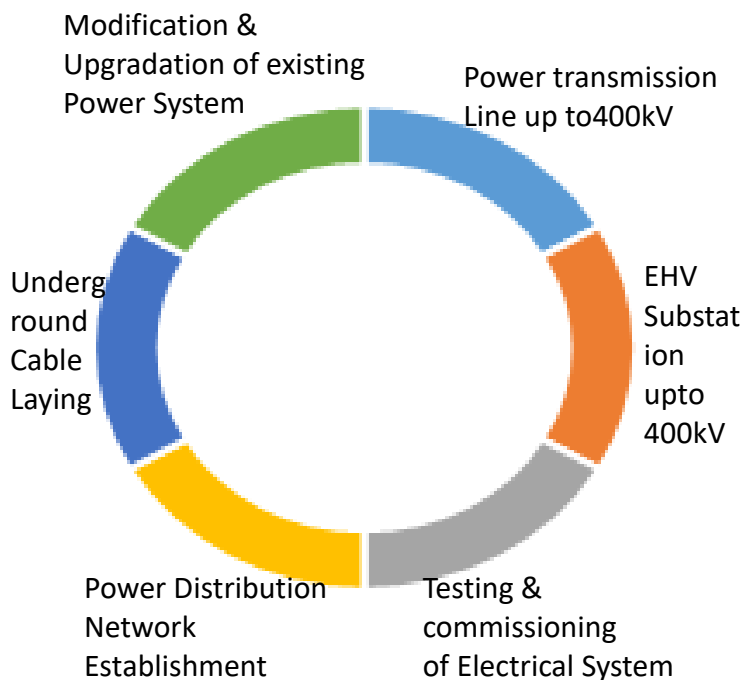 Modification &
Upgradation of existing
Power System
Power transmission
Line up to400kV
EHV
Substat
ion
upto
400kV
Testing &
commissioning
of Electrical System
Power Distribution
Network
Establishment
Underg
round
Cable
Laying